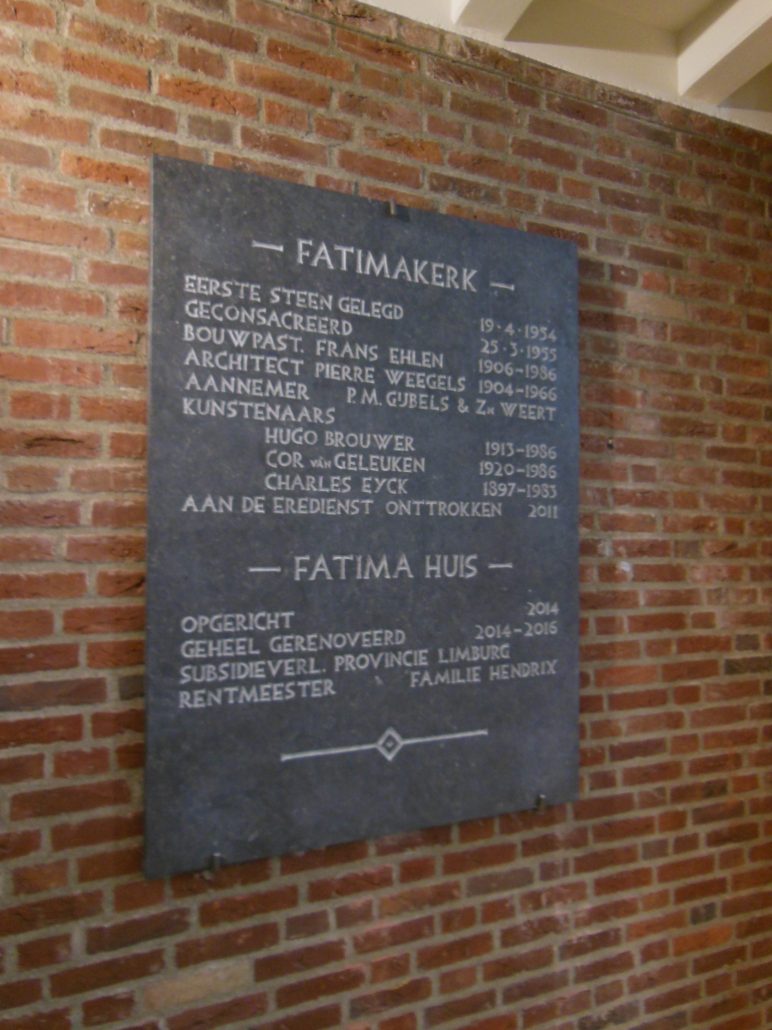 — FATIMAKERK —
EERSTE STEEN GELEGD 19·4·1954
GECONSACREERD 25·3·1955
BOUWPAST. FRANS EHLEN 1906-1986
ARCHITECT PIERRE WEEGELS 1904-1966
AANNEMER P.M. GIJBELS & ZN WEERT
KUNSTENAARS
HUGO BROUWER 1913-1986
COR VAN GELEUKEN 1920-1986
CHARLES EYCK 1897-1983
AAN DE EREDIENST ONTTROKKEN 2011
— FATIMA HUIS —
OPGERICHT 2014
GEHEEL GERENOVEERD 2014-2016
SUBSIDIEVERL. PROVINCIE LIMBURG
RENTMEESTER FAMILIE HENDRIX